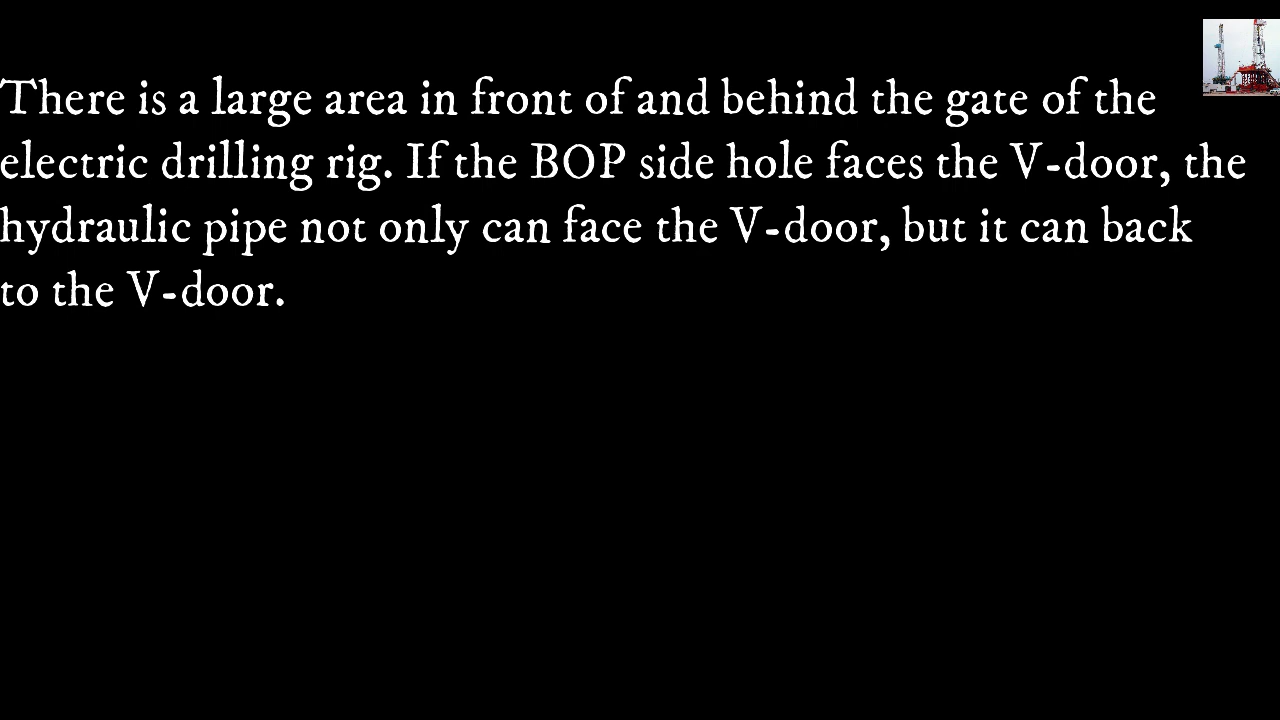 There is a large area in front of and behind the gate of the
electric drilling rig. If the BOP side hole faces the V-door, the
hydraulic pipe not only can face the V-door, but it can back
to the V-door.